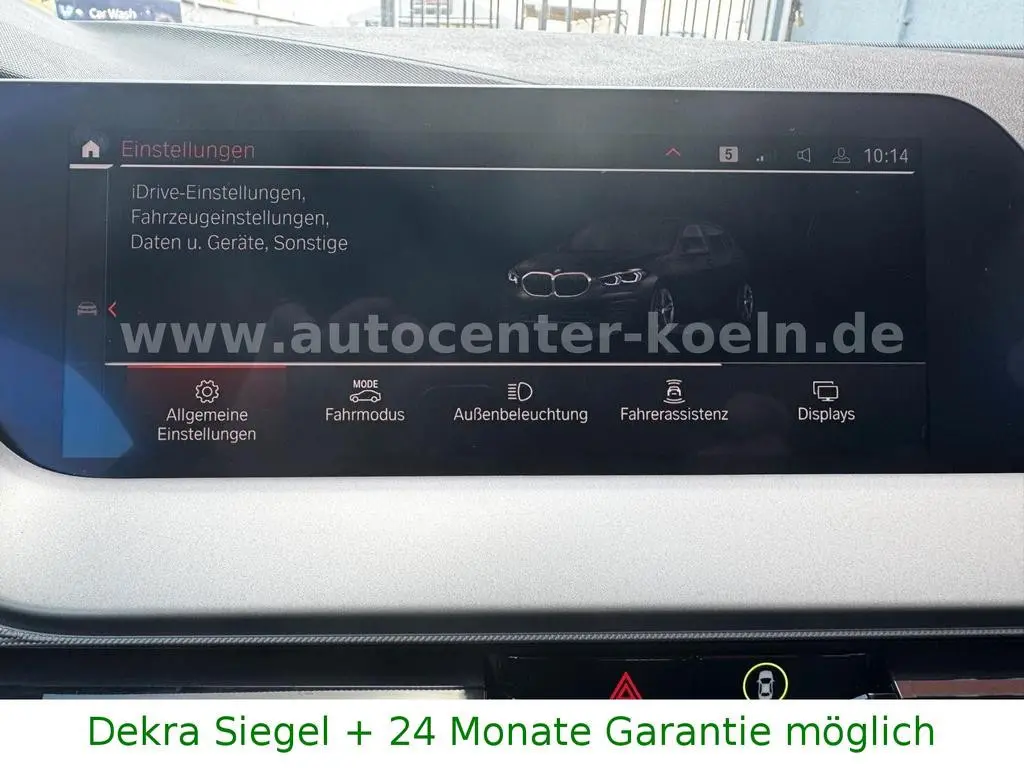 Car Wash
Einstellungen
5
10:14
iDrive-Einstellungen,
Fahrzeugeinstellungen,
Daten u. Geräte, Sonstige
www.autocenter-koeln.de
MODE
Allgemeine
Einstellungen
Fahrmodus
Außenbeleuchtung
Fahrerassistenz
Displays
Dekra Siegel + 24 Monate Garantie möglich